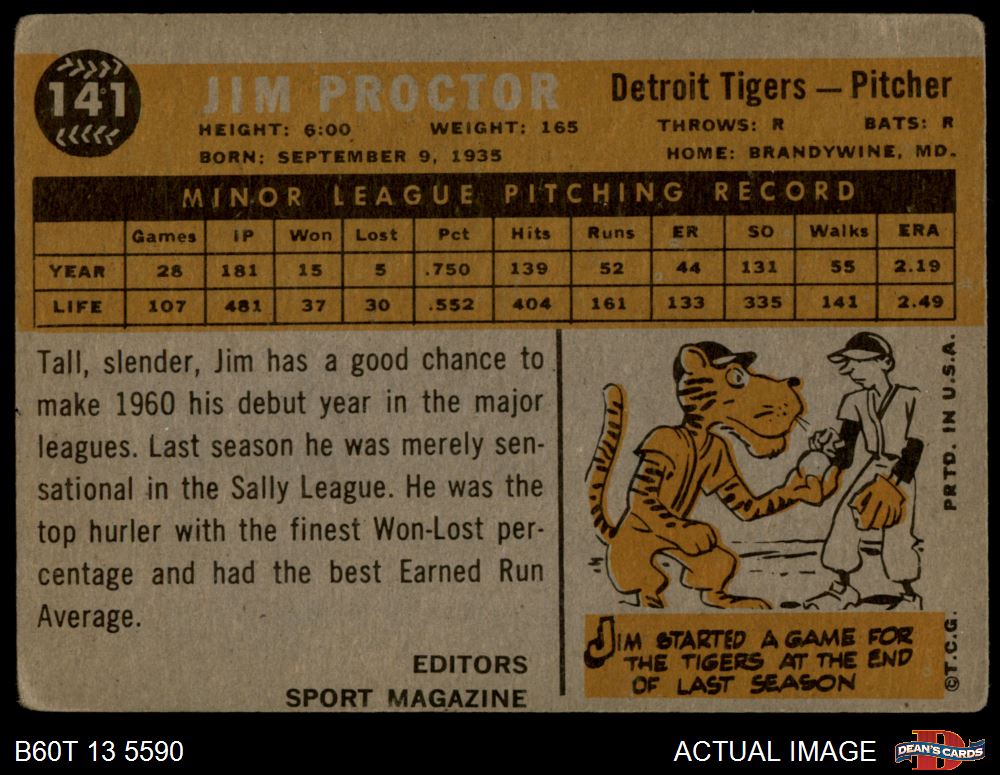 141
JIM PROCTOR
Detroit Tigers — Pitcher
HEIGHT: 6:00 WEIGHT: 165 THROWS: R BATS: R
BORN: SEPTEMBER 9, 1935 HOME: BRANDYWINE, MD.
MINOR LEAGUE PITCHING RECORD
Games IP Won Lost Pct Hits Runs ER SO Walks ERA
YEAR 28 181 15 5 .750 139 52 44 131 55 2.19
LIFE 107 481 37 30 .552 404 161 133 335 141 2.49
Tall, slender, Jim has a good chance to
make 1960 his debut year in the major
leagues. Last season he was merely sen-
sational in the Sally League. He was the
top hurler with the finest Won-Lost per-
centage and had the best Earned Run
Average.
EDITORS
SPORT MAGAZINE
JIM STARTED A GAME FOR
THE TIGERS AT THE END
OF LAST SEASON
©T.C.G. PRTD. IN U.S.A.
B60T 13 5590
ACTUAL IMAGE
D
DEAN'S CARDS